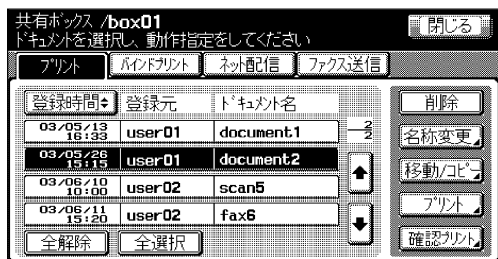 共有ボックス /box01
ドキュメントを選択し、動作指定をしてください
閉じる
プリント バインドプリント ネット配信 ファクス送信
登録時間 登録元 ドキュメント名
03/05/13 16:33 user01 document1
03/05/26 15:15 user01 document2
03/06/10 10:00 user02 scan5
03/06/11 15:20 user02 fax6
全解除 全選択
2/2
削除
名称変更
移動/コピー
プリント
確認プリント